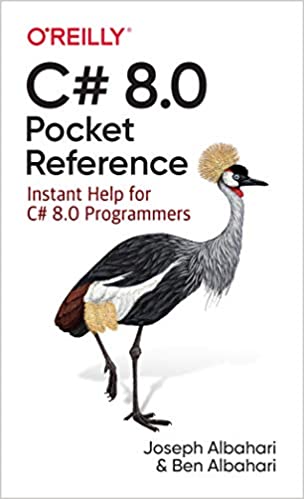 O'REILLY®
C# 8.0
Pocket
Reference
Instant Help for
C# 8.0 Programmers
Joseph Albahari
& Ben Albahari